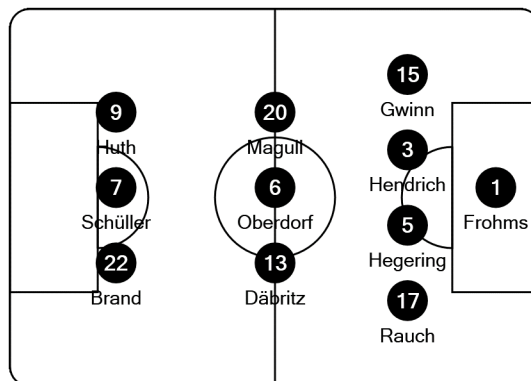 15
Gwinn
9
Huth
20
Magull
3
Hendrich
7
Schüller
6
Oberdorf
1
Frohms
5
Hegering
22
Brand
13
Däbritz
17
Rauch